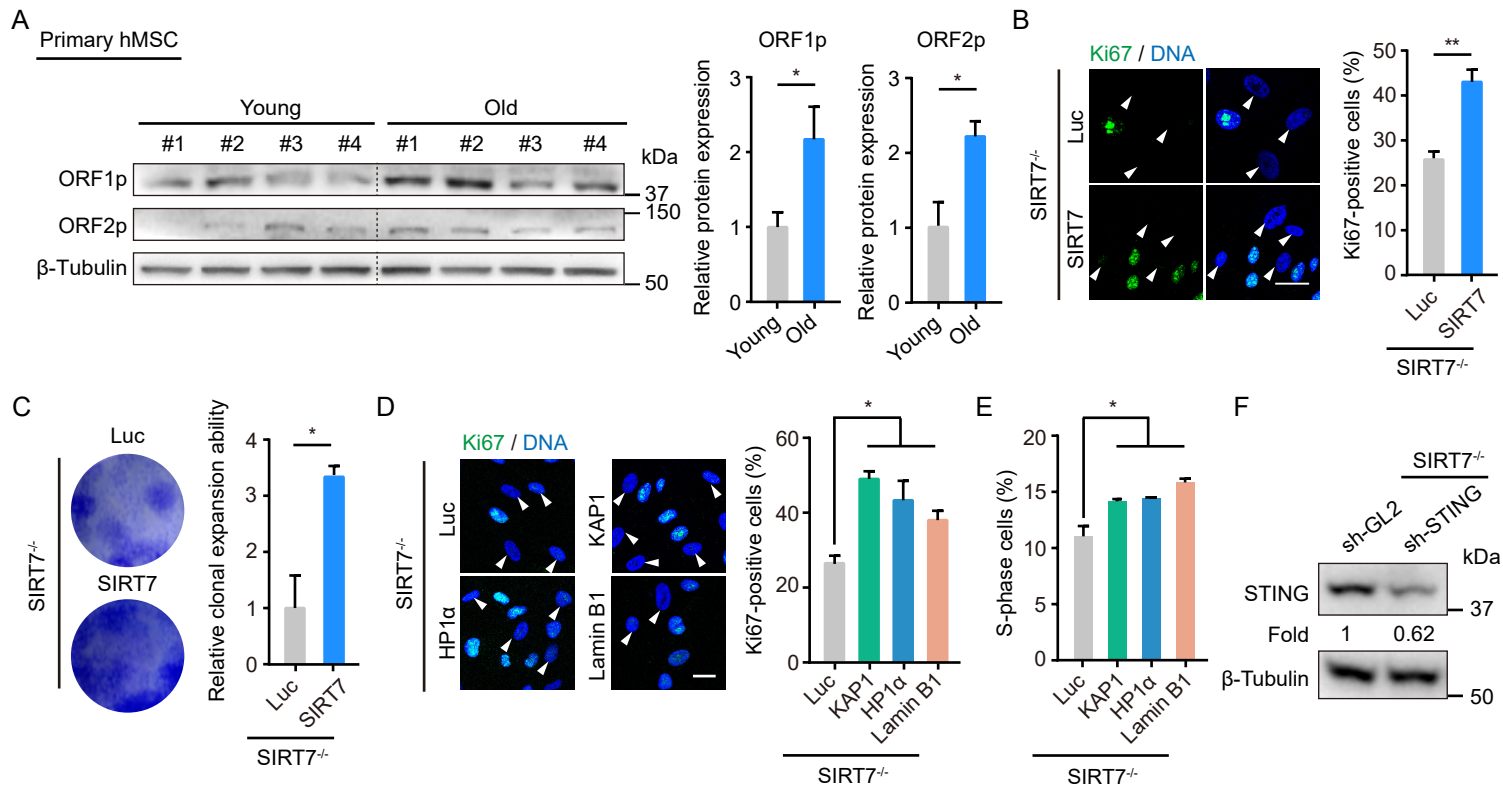 A
Primary hMSC
Young Old
#1 #2 #3 #4 #1 #2 #3 #4
kDa
ORF1p
37
150
ORF2p
β-Tubulin
50
ORF1p
Relative protein expression
3
2
1
0
*
Young
Old
ORF2p
Relative protein expression
3
2
1
0
*
Young
Old
B
Ki67 / DNA
SIRT7-/-
Luc
SIRT7
Ki67-positive cells (%)
50
40
30
20
10
0
**
Luc
SIRT7
SIRT7-/-
C
SIRT7-/-
Luc
SIRT7
Relative clonal expansion ability
4
3
2
1
0
*
Luc
SIRT7
SIRT7-/-
D
Ki67 / DNA
SIRT7-/-
Luc
KAP1
HP1α
Lamin B1
Ki67-positive cells (%)
60
40
20
0
*
Luc
KAP1
HP1α
Lamin B1
SIRT7-/-
E
S-phase cells (%)
20
15
10
5
0
*
Luc
KAP1
HP1α
Lamin B1
SIRT7-/-
F
SIRT7-/-
sh-GL2
sh-STING
kDa
STING
37
Fold 1 0.62
β-Tubulin
50